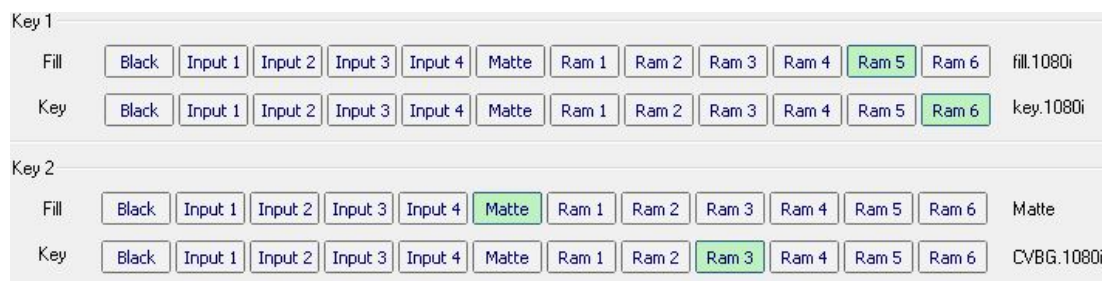 Key 1
Fill Black Input 1 Input 2 Input 3 Input 4 Matte Ram 1 Ram 2 Ram 3 Ram 4 Ram 5 Ram 6 fill.1080i
Key Black Input 1 Input 2 Input 3 Input 4 Matte Ram 1 Ram 2 Ram 3 Ram 4 Ram 5 Ram 6 key.1080i
Key 2
Fill Black Input 1 Input 2 Input 3 Input 4 Matte Ram 1 Ram 2 Ram 3 Ram 4 Ram 5 Ram 6 Matte
Key Black Input 1 Input 2 Input 3 Input 4 Matte Ram 1 Ram 2 Ram 3 Ram 4 Ram 5 Ram 6 CVBG.1080i